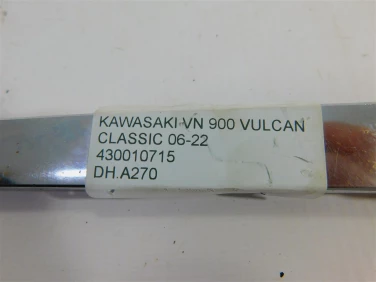 KAWASAKI VN 900 VULCAN
CLASSIC 06-22
430010715
DH.A270